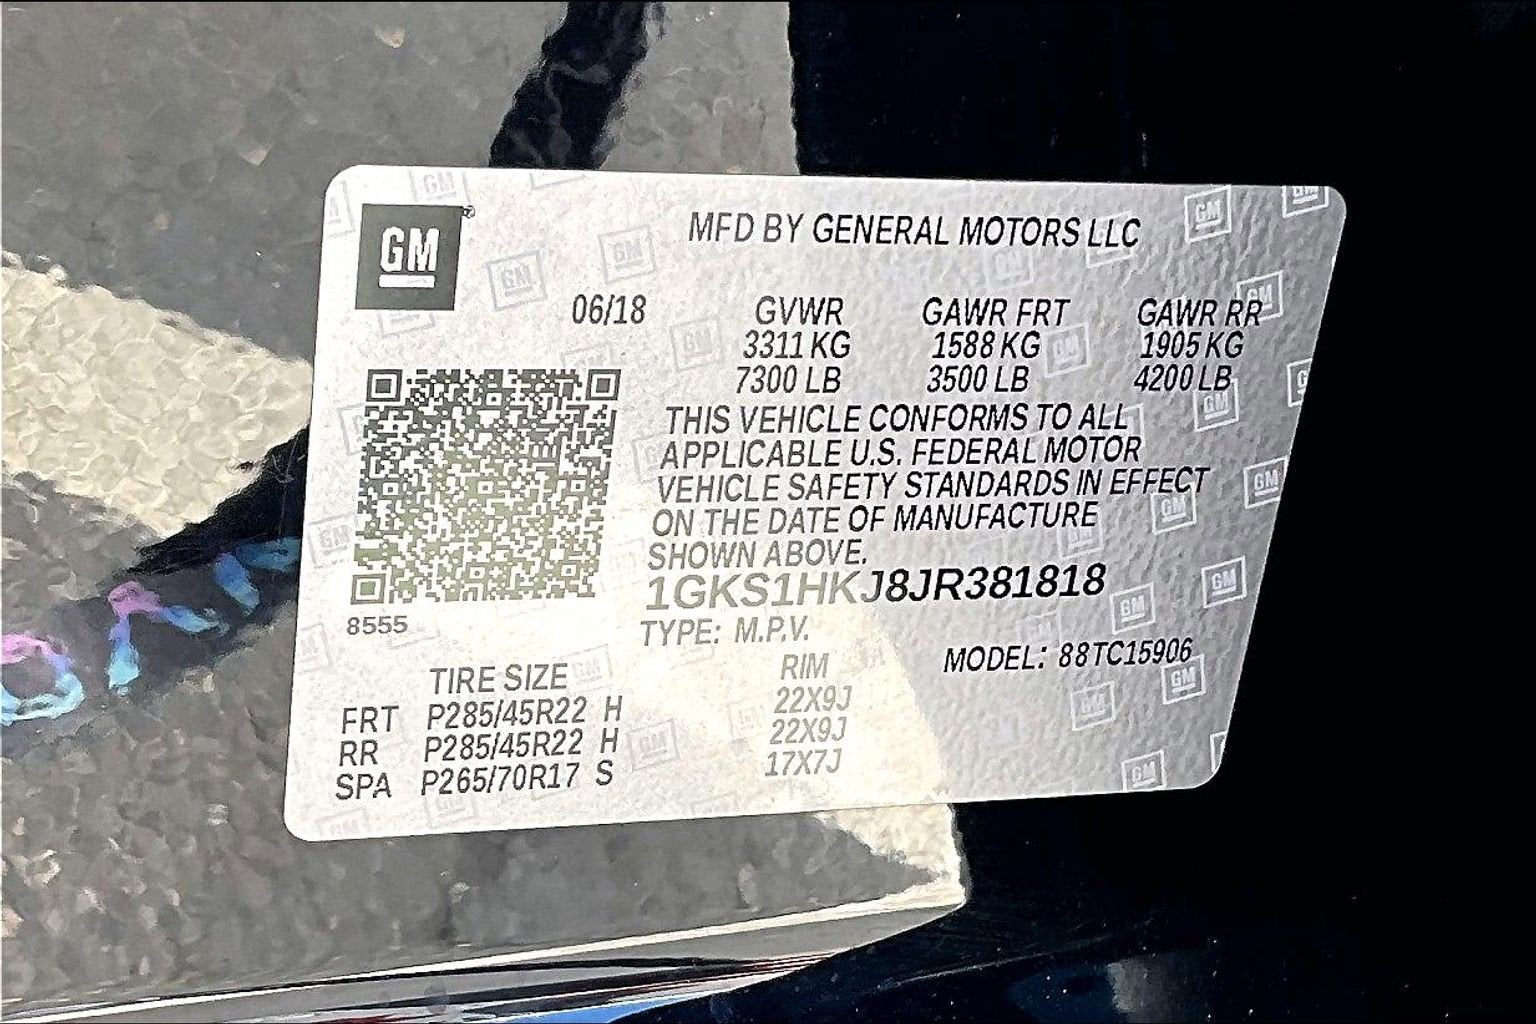 GM
MFD BY GENERAL MOTORS LLC
06/18 GVWR GAWR FRT GAWR RR
3311 KG 1588 KG 1905 KG
7300 LB 3500 LB 4200 LB
THIS VEHICLE CONFORMS TO ALL
APPLICABLE U.S. FEDERAL MOTOR
VEHICLE SAFETY STANDARDS IN EFFECT
ON THE DATE OF MANUFACTURE
SHOWN ABOVE.
1GKS1HKJ8JR381818
8555
TYPE: M.P.V.
MODEL: 88TC15906
TIRE SIZE RIM
FRT P285/45R22 H 22X9J
RR P285/45R22 H 22X9J
SPA P265/70R17 S 17X7J